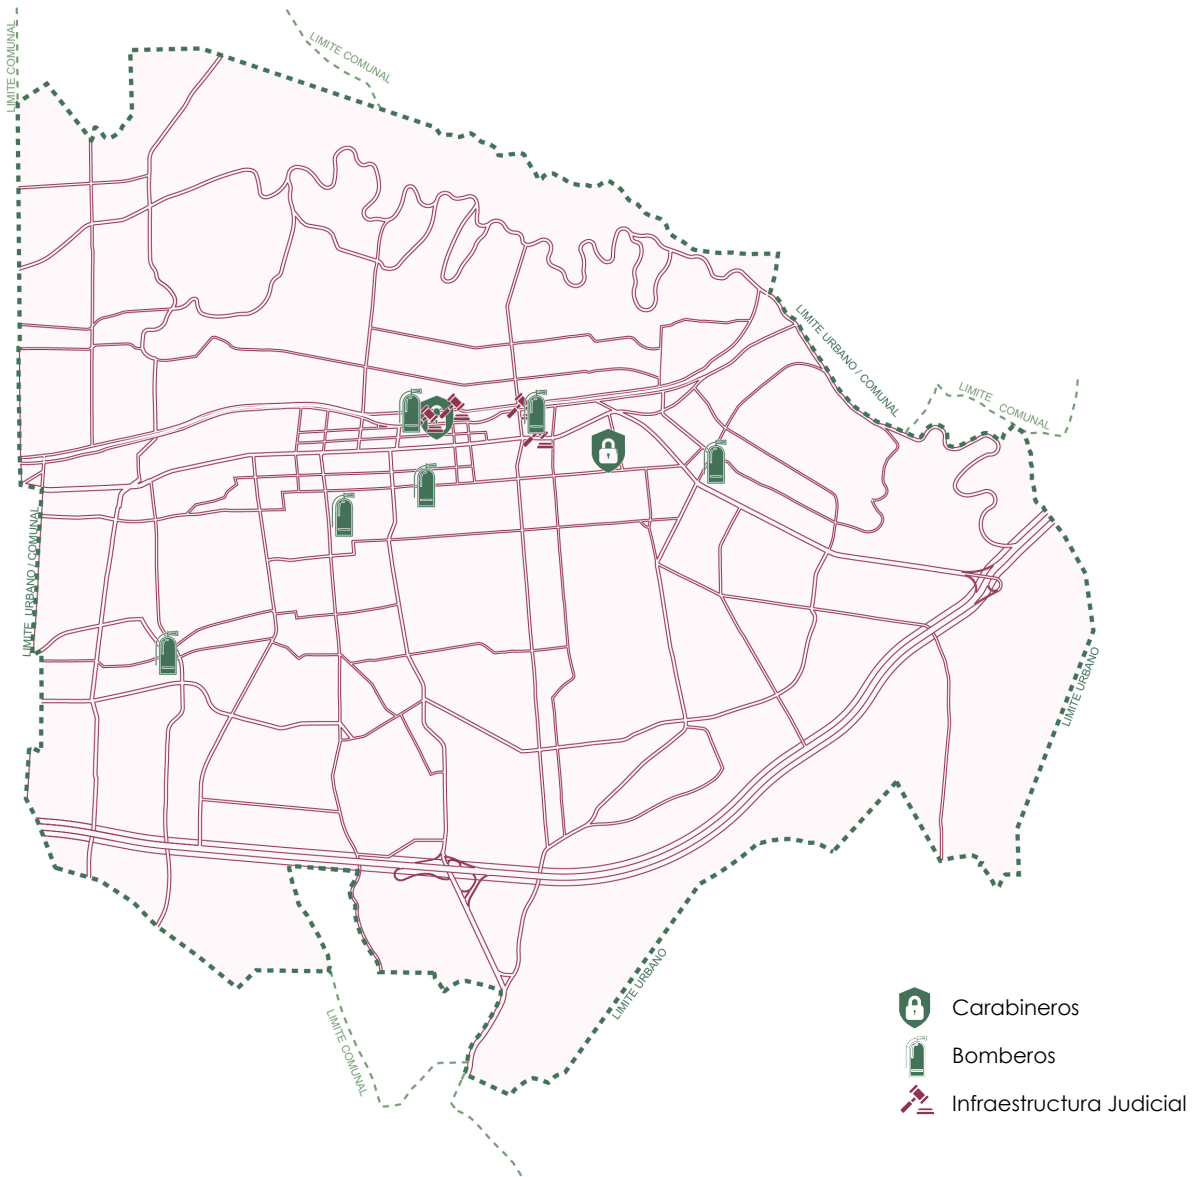 LIMITE COMUNAL
LIMITE COMUNAL
LIMITE URBANO / COMUNAL
LIMITE COMUNAL
LIMITE URBANO / COMUNAL
LIMITE URBANO
LIMITE URBANO
LIMITE COMUNAL
Carabineros
Bomberos
Infraestructura Judicial